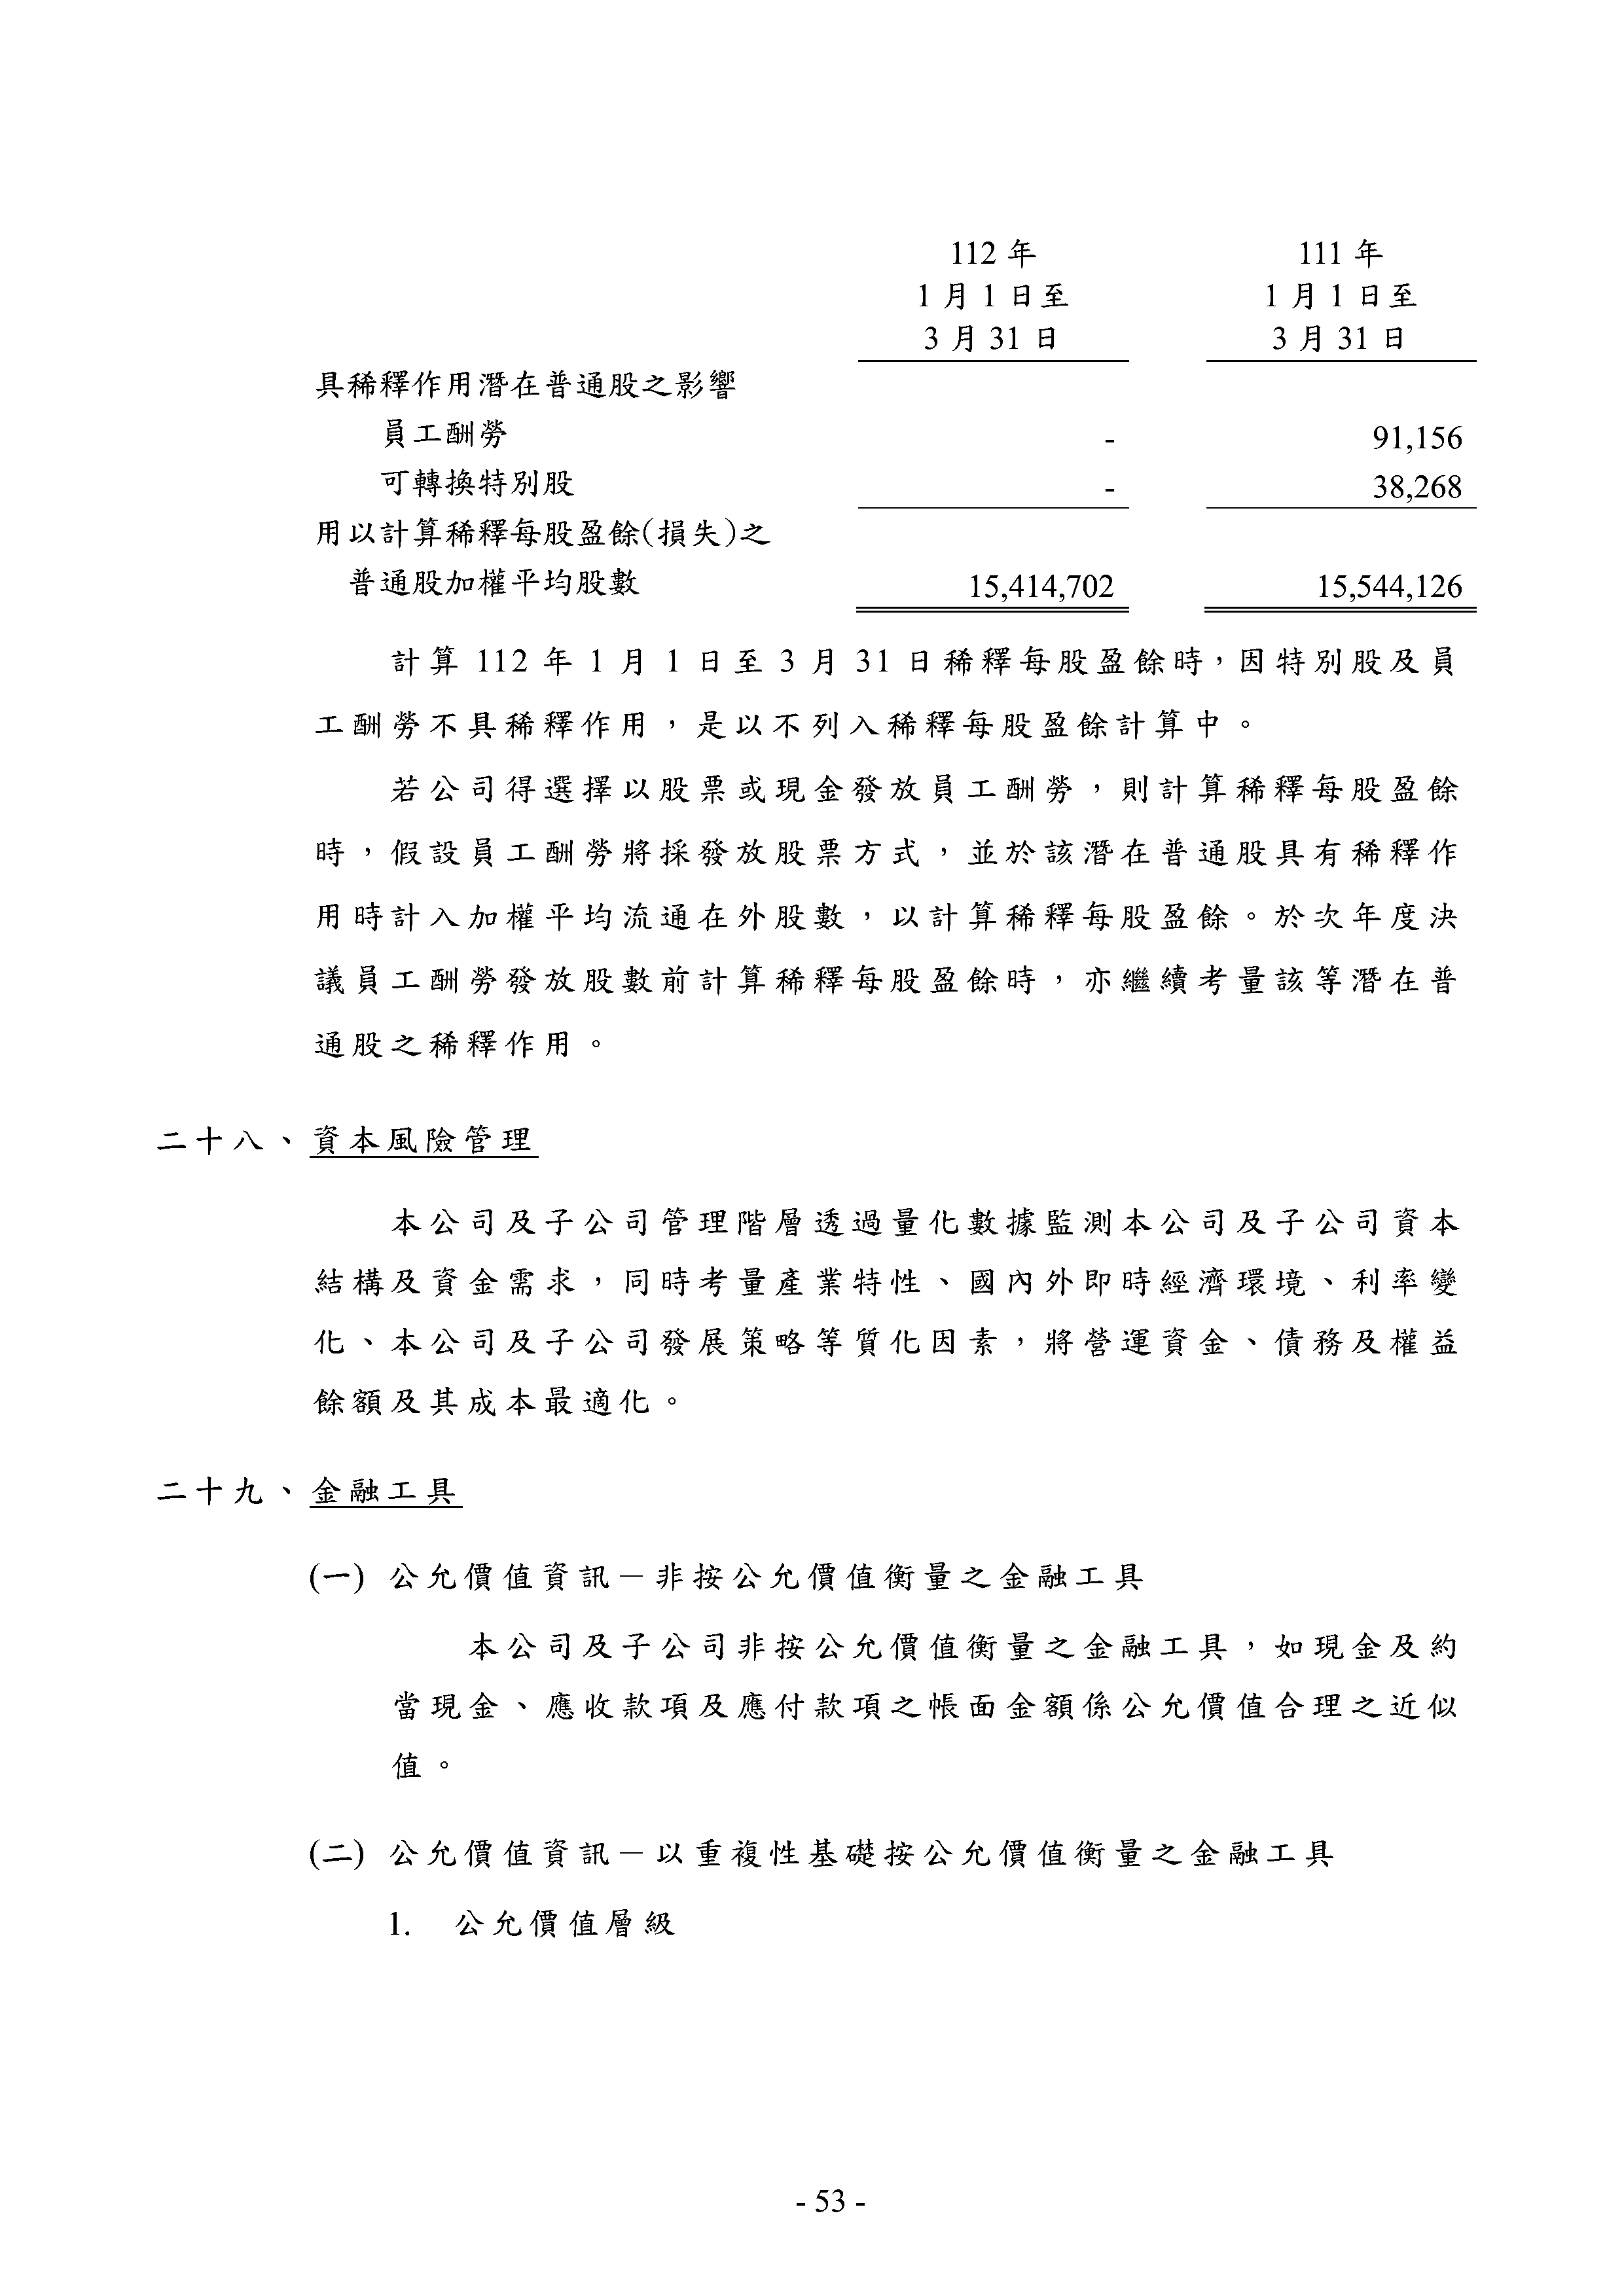 112 年 111 年
1 月 1 日至 1 月 1 日至
3 月 31 日 3 月 31 日
具稀釋作用潛在普通股之影響
員工酬勞 - 91,156
可轉換特別股 - 38,268
用以計算稀釋每股盈餘(損失)之
普通股加權平均股數 15,414,702 15,544,126
計算 112 年 1 月 1 日至 3 月 31 日稀釋每股盈餘時，因特別股及員
工酬勞不具稀釋作用，是以不列入稀釋每股盈餘計算中。
若公司得選擇以股票或現金發放員工酬勞，則計算稀釋每股盈餘
時，假設員工酬勞將採發放股票方式，並於該潛在普通股具有稀釋作
用時計入加權平均流通在外股數，以計算稀釋每股盈餘。於次年度決
議員工酬勞發放股數前計算稀釋每股盈餘時，亦繼續考量該等潛在普
通股之稀釋作用。
二十八、資本風險管理
本公司及子公司管理階層透過量化數據監測本公司及子公司資本
結構及資金需求，同時考量產業特性、國內外即時經濟環境、利率變
化、本公司及子公司發展策略等質化因素，將營運資金、債務及權益
餘額及其成本最適化。
二十九、金融工具
(一) 公允價值資訊－非按公允價值衡量之金融工具
本公司及子公司非按公允價值衡量之金融工具，如現金及約
當現金、應收款項及應付款項之帳面金額係公允價值合理之近似
值。
(二) 公允價值資訊－以重複性基礎按公允價值衡量之金融工具
1. 公允價值層級
- 53 -